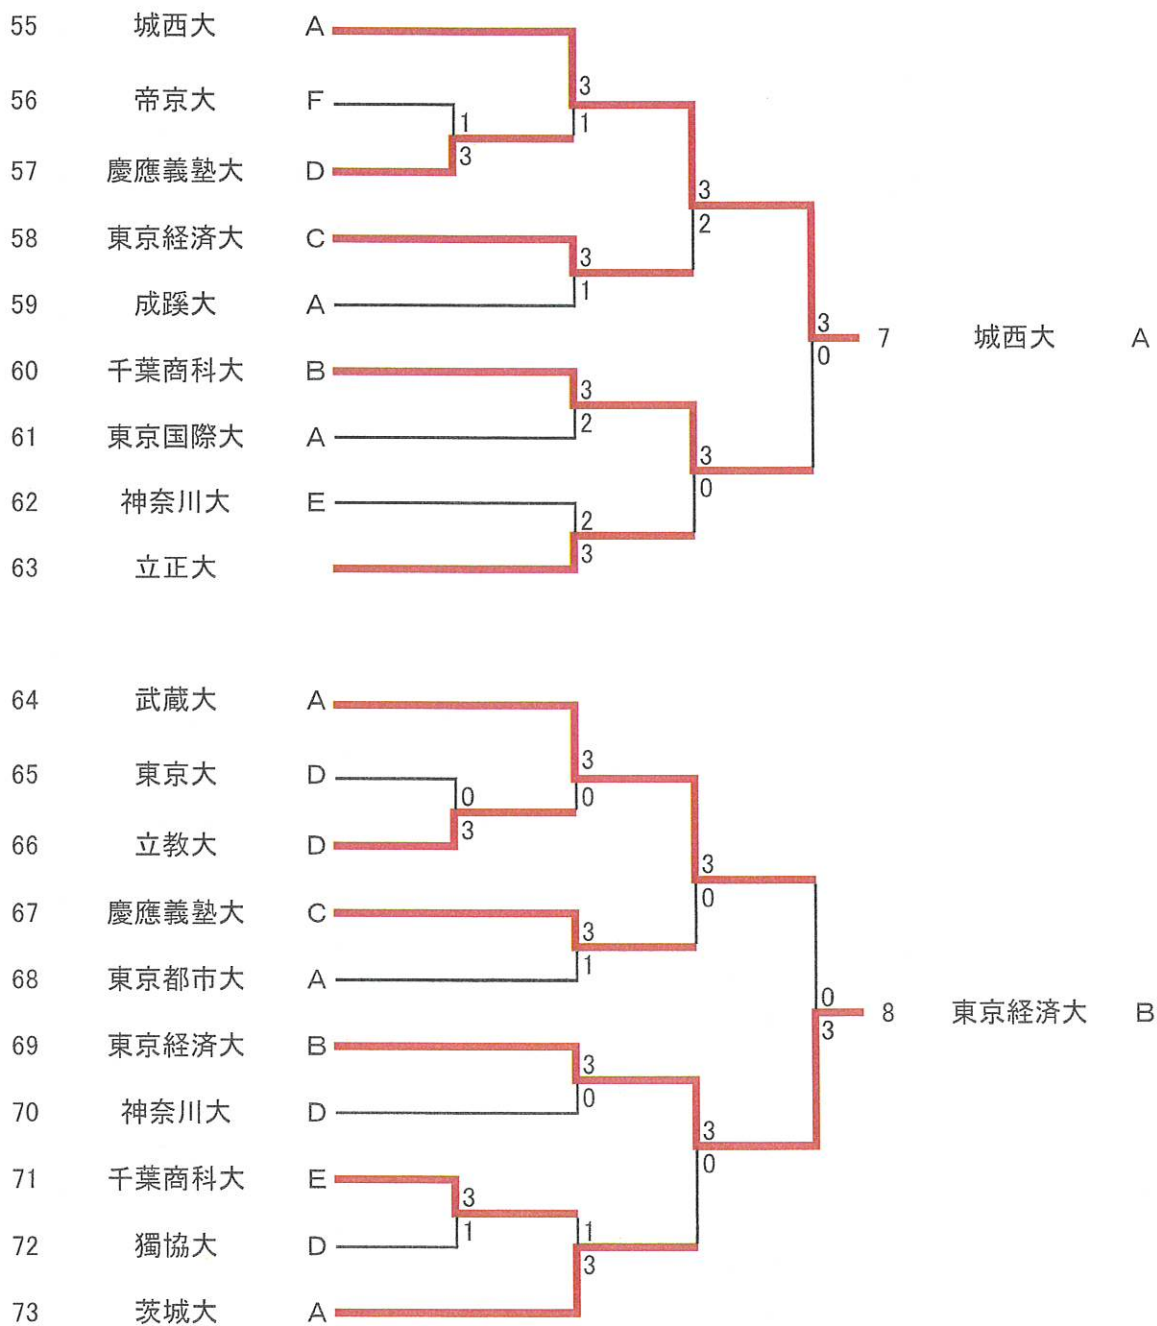 55 城西大 A
3
56 帝京大 F
1 1
3
57 慶應義塾大 D
3
2
58 東京経済大 C
3
1
59 成蹊大 A
3
7 城西大 A
0
60 千葉商科大 B
3
2
61 東京国際大 A
3
0
62 神奈川大 E
2
3
63 立正大
64 武蔵大 A
3
65 東京大 D
0 0
3
66 立教大 D
3
0
67 慶應義塾大 C
3
1
68 東京都市大 A
0
8 東京経済大 B
3
69 東京経済大 B
3
0
70 神奈川大 D
3
0
71 千葉商科大 E
3
1 1
72 獨協大 D
3
73 茨城大 A